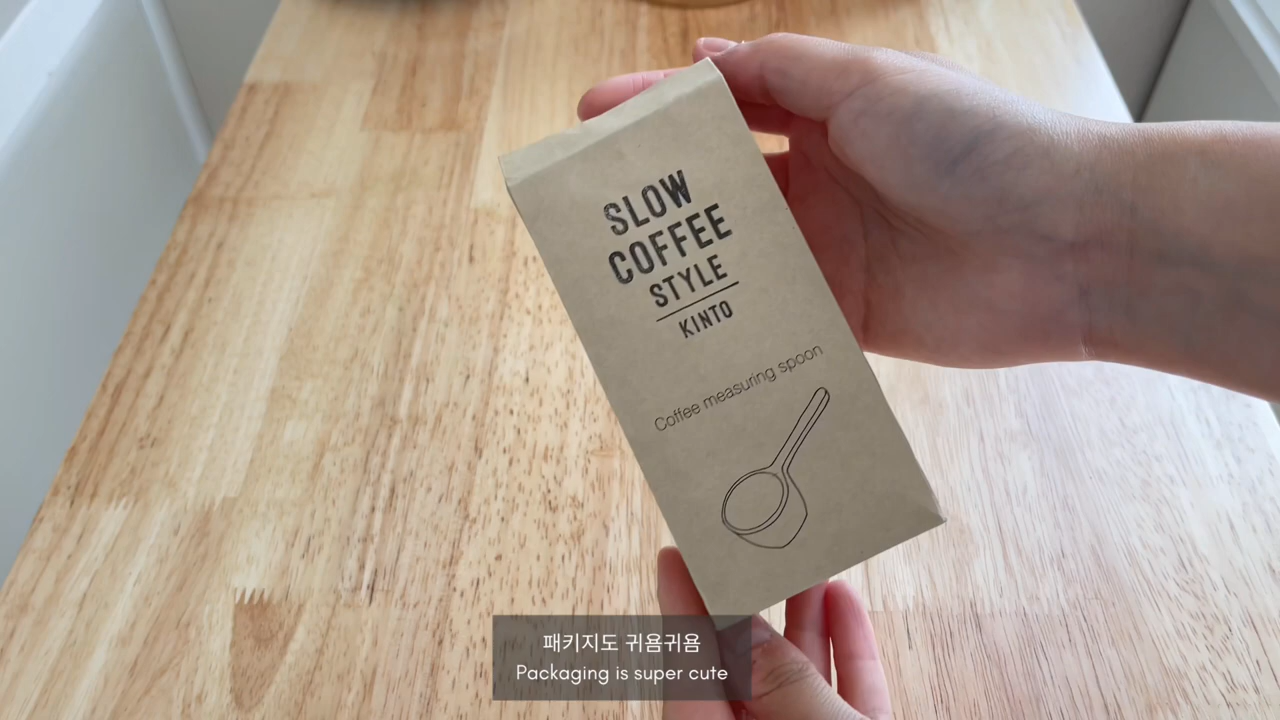 SLOW
COFFEE
STYLE
KINTO
Coffee measuring spoon
패키지도 귀욤귀욤
Packaging is super cute